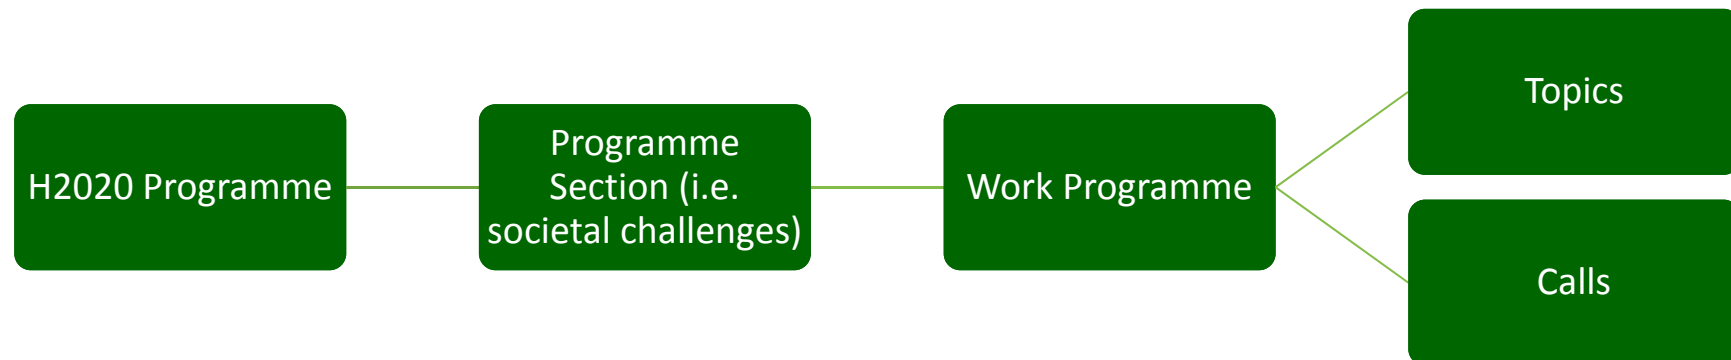 H2020 Programme
Programme
Section (i.e.
societal challenges)
Work Programme
Topics
Calls